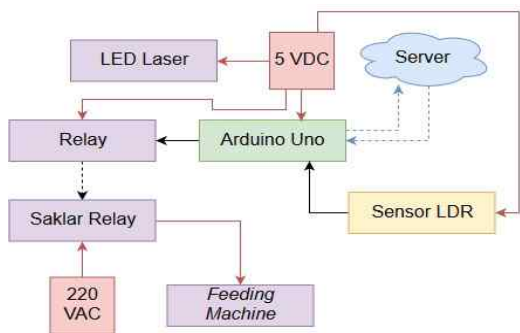 LED Laser
5 VDC
Server
Relay
Arduino Uno
Saklar Relay
Sensor LDR
220
VAC
Feeding
Machine